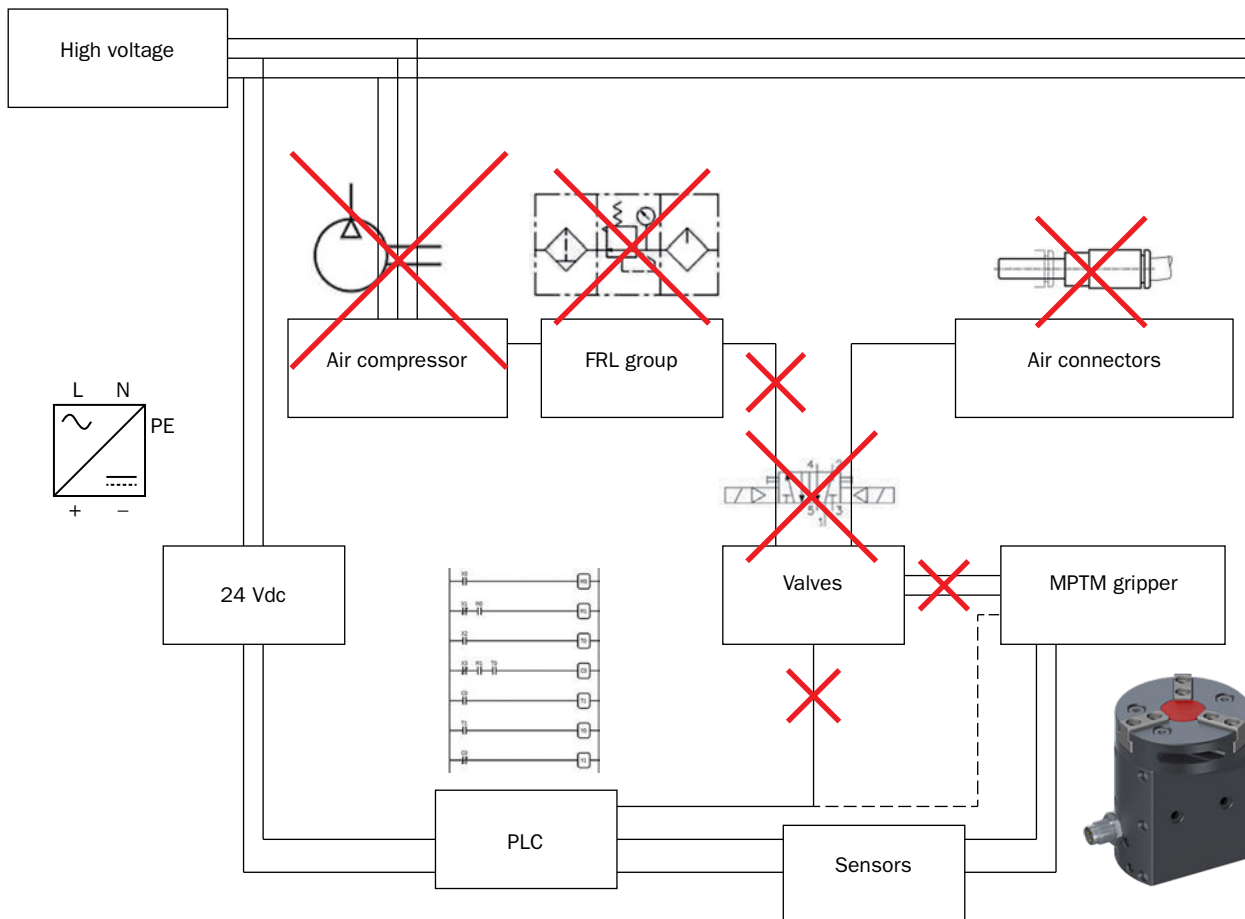 High voltage
Air compressor
FRL group
Air connectors
L N
PE
+ −
4 2
5 3
1
24 Vdc
Valves
MPTM gripper
PLC
Sensors